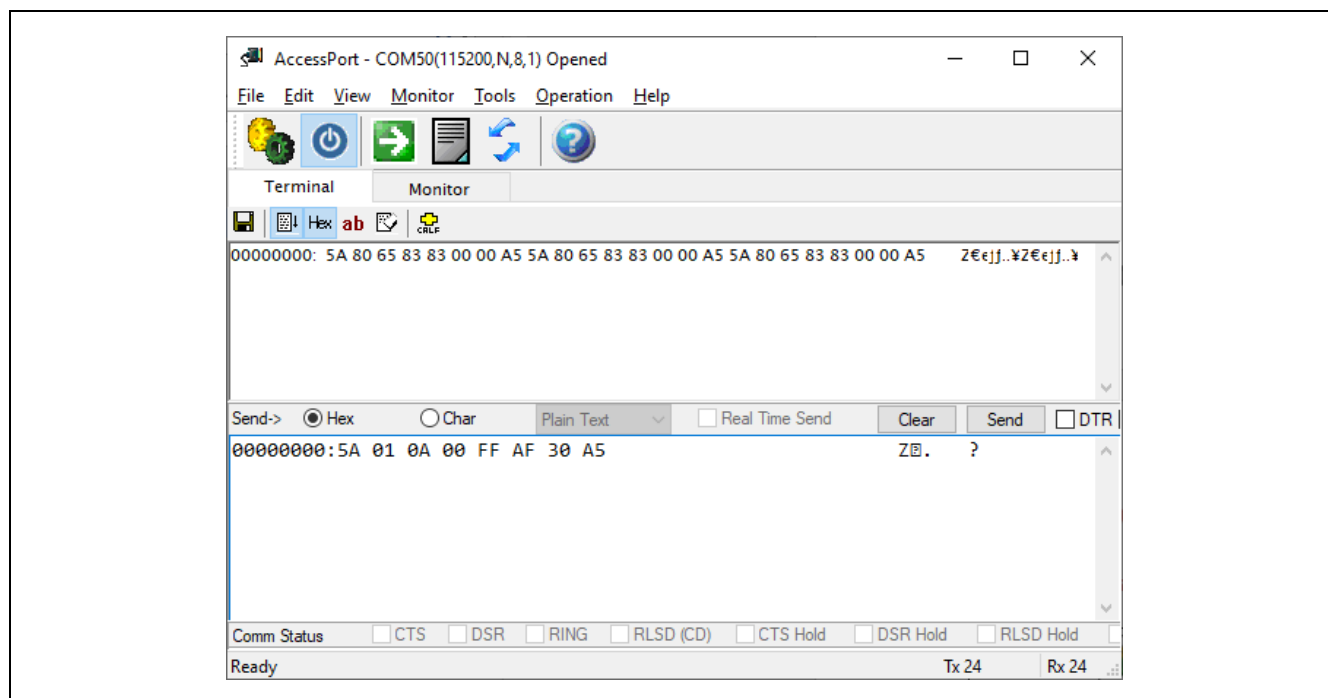 AccessPort - COM50(115200,N,8,1) Opened
File Edit View Monitor Tools Operation Help
Terminal Monitor
Hex ab CRLF
00000000: 5A 80 65 83 83 00 00 A5 5A 80 65 83 83 00 00 A5 5A 80 65 83 83 00 00 A5
Send-> Hex Char Plain Text Real Time Send Clear Send DTR
00000000:5A 01 0A 00 FF AF 30 A5 Z . ?
Comm Status CTS DSR RING RLSD (CD) CTS Hold DSR Hold RLSD Hold
Ready Tx 24 Rx 24